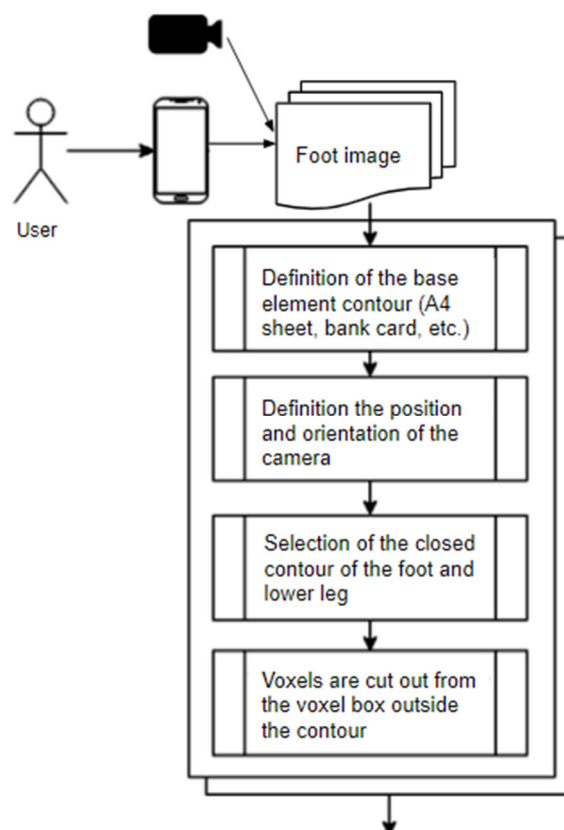 Foot image
User
Definition of the base
element contour (A4
sheet, bank card, etc.)
Definition the position
and orientation of the
camera
Selection of the closed
contour of the foot and
lower leg
Voxels are cut out from
the voxel box outside
the contour